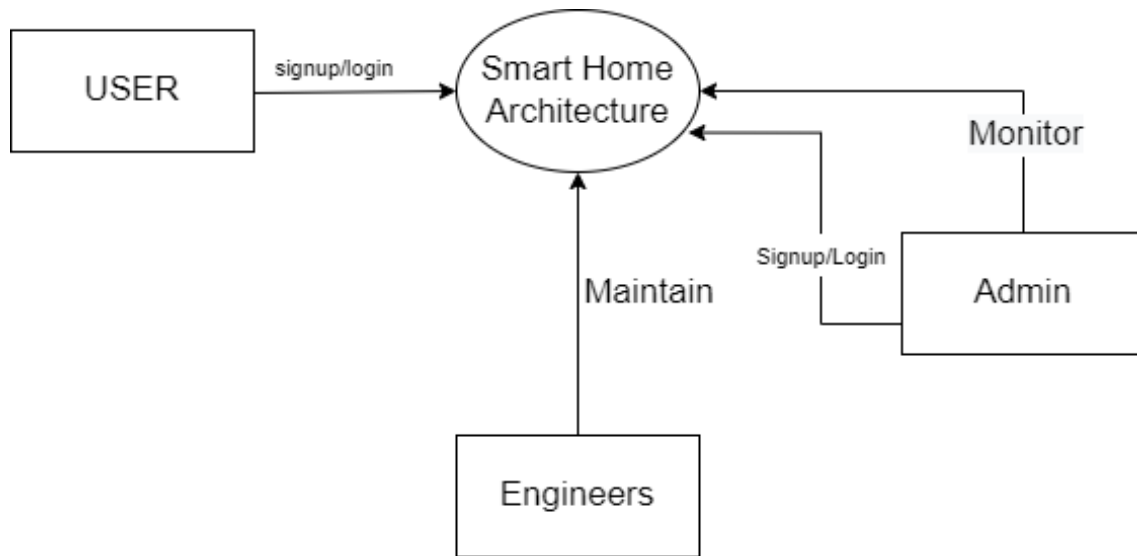 USER
signup/login
Smart Home
Architecture
Monitor
Signup/Login
Admin
Maintain
Engineers